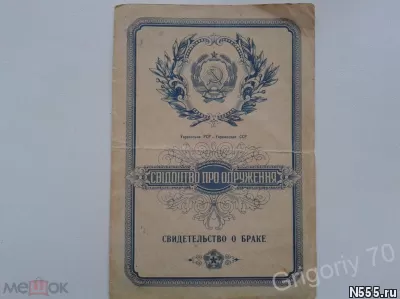 Українська РСР - Украинская ССР
СВІДОЦТВО ПРО ОДРУЖЕННЯ
СВИДЕТЕЛЬСТВО О БРАКЕ
Grigoriy 70
МЕШОК
N555.ru